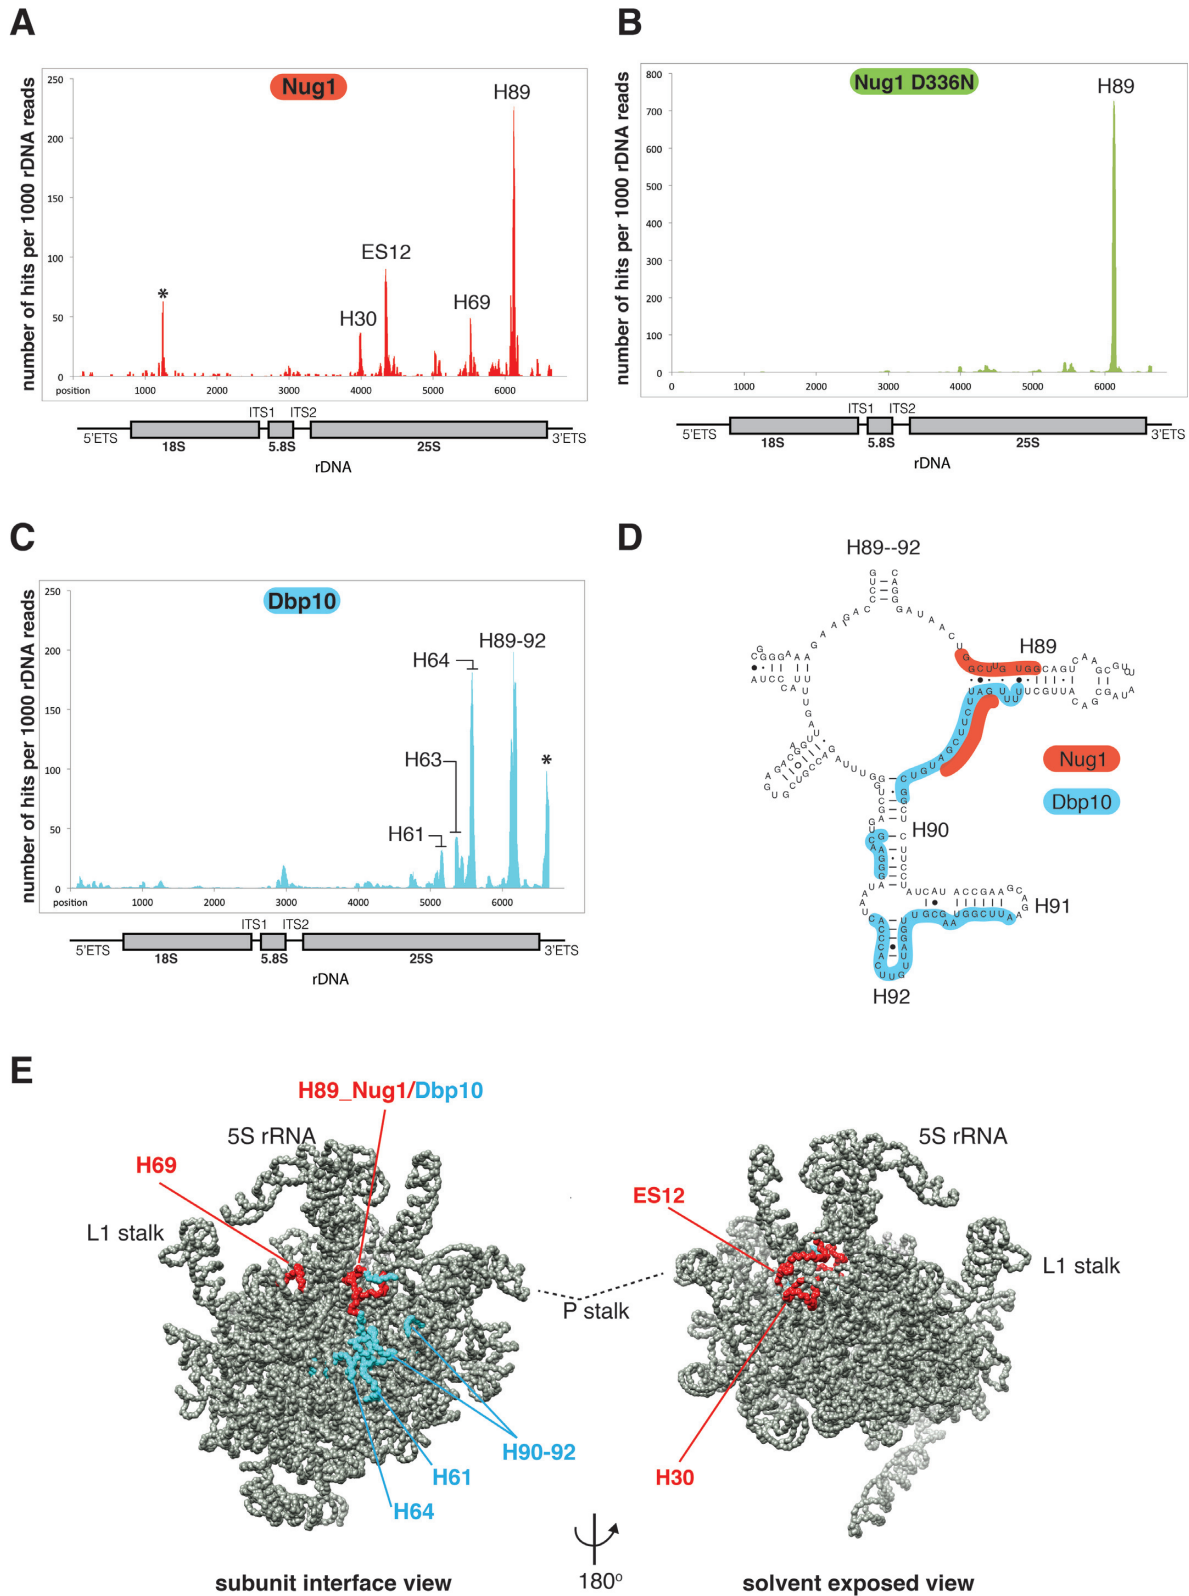 A
Nug1
number of hits per 1000 rDNA reads
250
200
150
100
50
0
*
H30
ES12
H69
H89
position
1000
2000
3000
4000
5000
6000
5'ETS
18S
ITS1
5.8S
ITS2
25S
3'ETS
rDNA
B
Nug1 D336N
number of hits per 1000 rDNA reads
800
700
600
500
400
300
200
100
0
H89
0
1000
2000
3000
4000
5000
6000
5'ETS
18S
ITS1
5.8S
ITS2
25S
3'ETS
rDNA
C
Dbp10
number of hits per 1000 rDNA reads
250
200
150
100
50
0
H61
H63
H64
H89-92
*
position
1000
2000
3000
4000
5000
6000
5'ETS
18S
ITS1
5.8S
ITS2
25S
3'ETS
rDNA
D
H89--92
H89
Nug1
Dbp10
H90
H91
H92
E
H89_Nug1/Dbp10
5S rRNA
H69
L1 stalk
P stalk
H90-92
H61
H64
subunit interface view
180º
5S rRNA
ES12
L1 stalk
H30
solvent exposed view